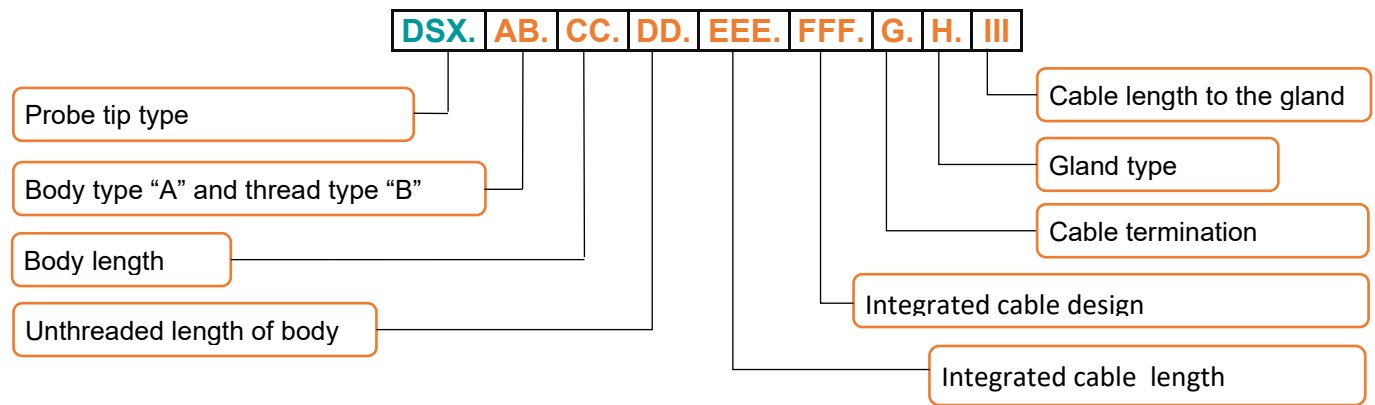 DSX. AB. CC. DD. EEE. FFF. G. H. III
Probe tip type
Body type “A” and thread type “B”
Body length
Unthreaded length of body
Cable length to the gland
Gland type
Cable termination
Integrated cable design
Integrated cable length